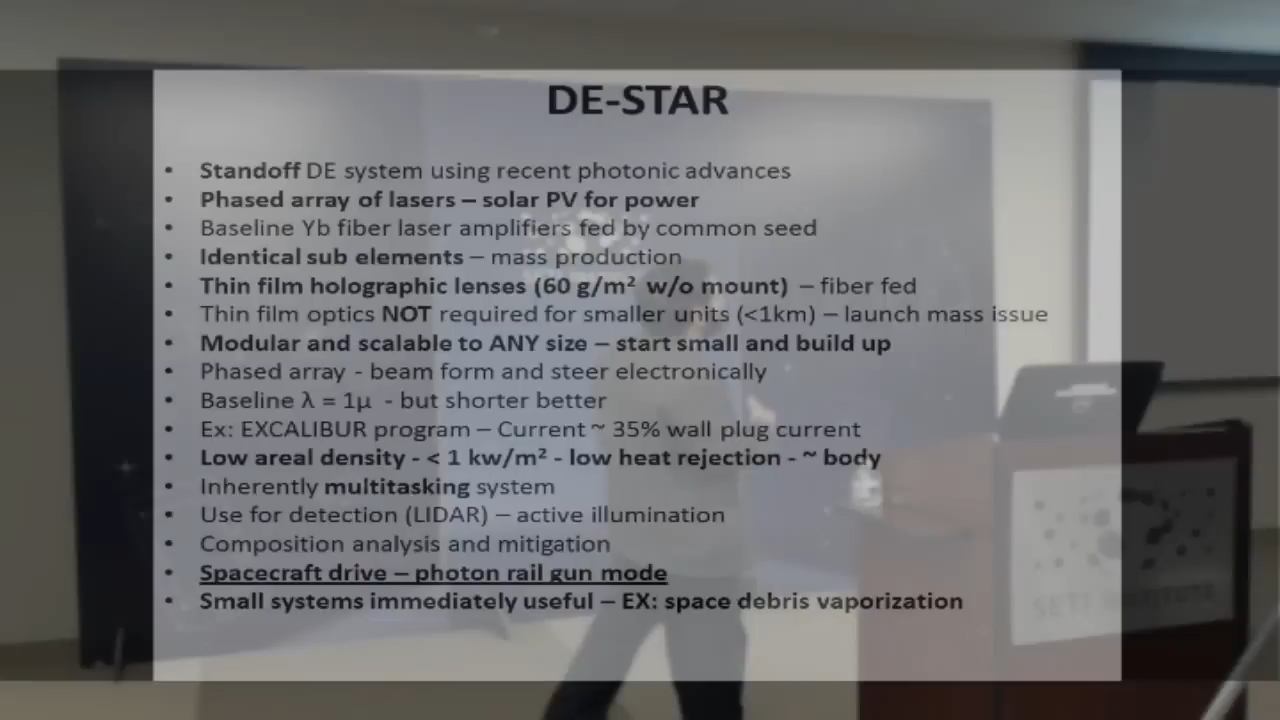 DE-STAR
• Standoff DE system using recent photonic advances
• Phased array of lasers – solar PV for power
• Baseline Yb fiber laser amplifiers fed by common seed
• Identical sub elements – mass production
• Thin film holographic lenses (60 g/m² w/o mount) – fiber fed
• Thin film optics NOT required for smaller units (<1km) – launch mass issue
• Modular and scalable to ANY size – start small and build up
• Phased array - beam form and steer electronically
• Baseline λ = 1μ - but shorter better
• Ex: EXCALIBUR program – Current ~ 35% wall plug current
• Low areal density - < 1 kw/m² - low heat rejection - ~ body
• Inherently multitasking system
• Use for detection (LIDAR) – active illumination
• Composition analysis and mitigation
• Spacecraft drive – photon rail gun mode
• Small systems immediately useful – EX: space debris vaporization
SETI INSTITUTE